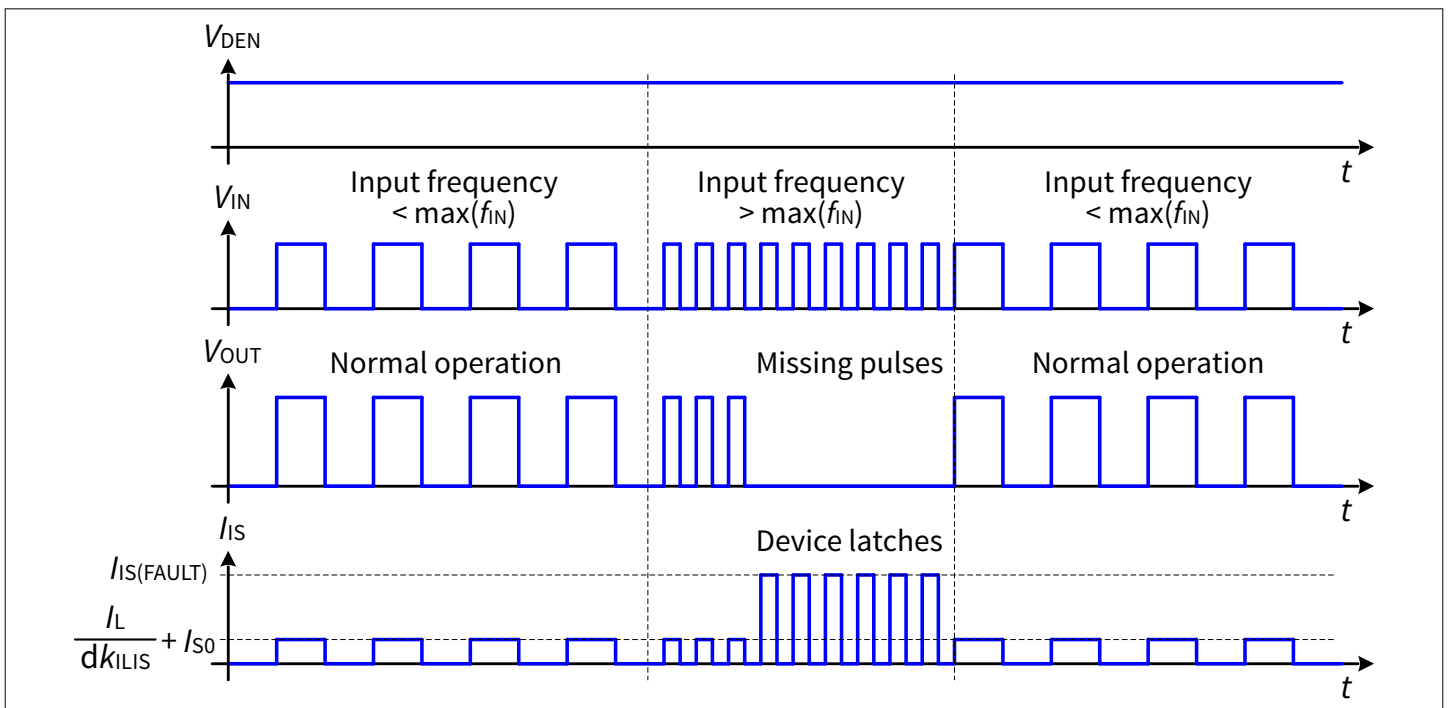 VDEN
t
Input frequency
< max(fIN)
Input frequency
> max(fIN)
Input frequency
< max(fIN)
VIN
t
VOUT
Normal operation
Missing pulses
Normal operation
t
IIS
Device latches
IIS(FAULT)
IL
dkILIS
+ IS0
t